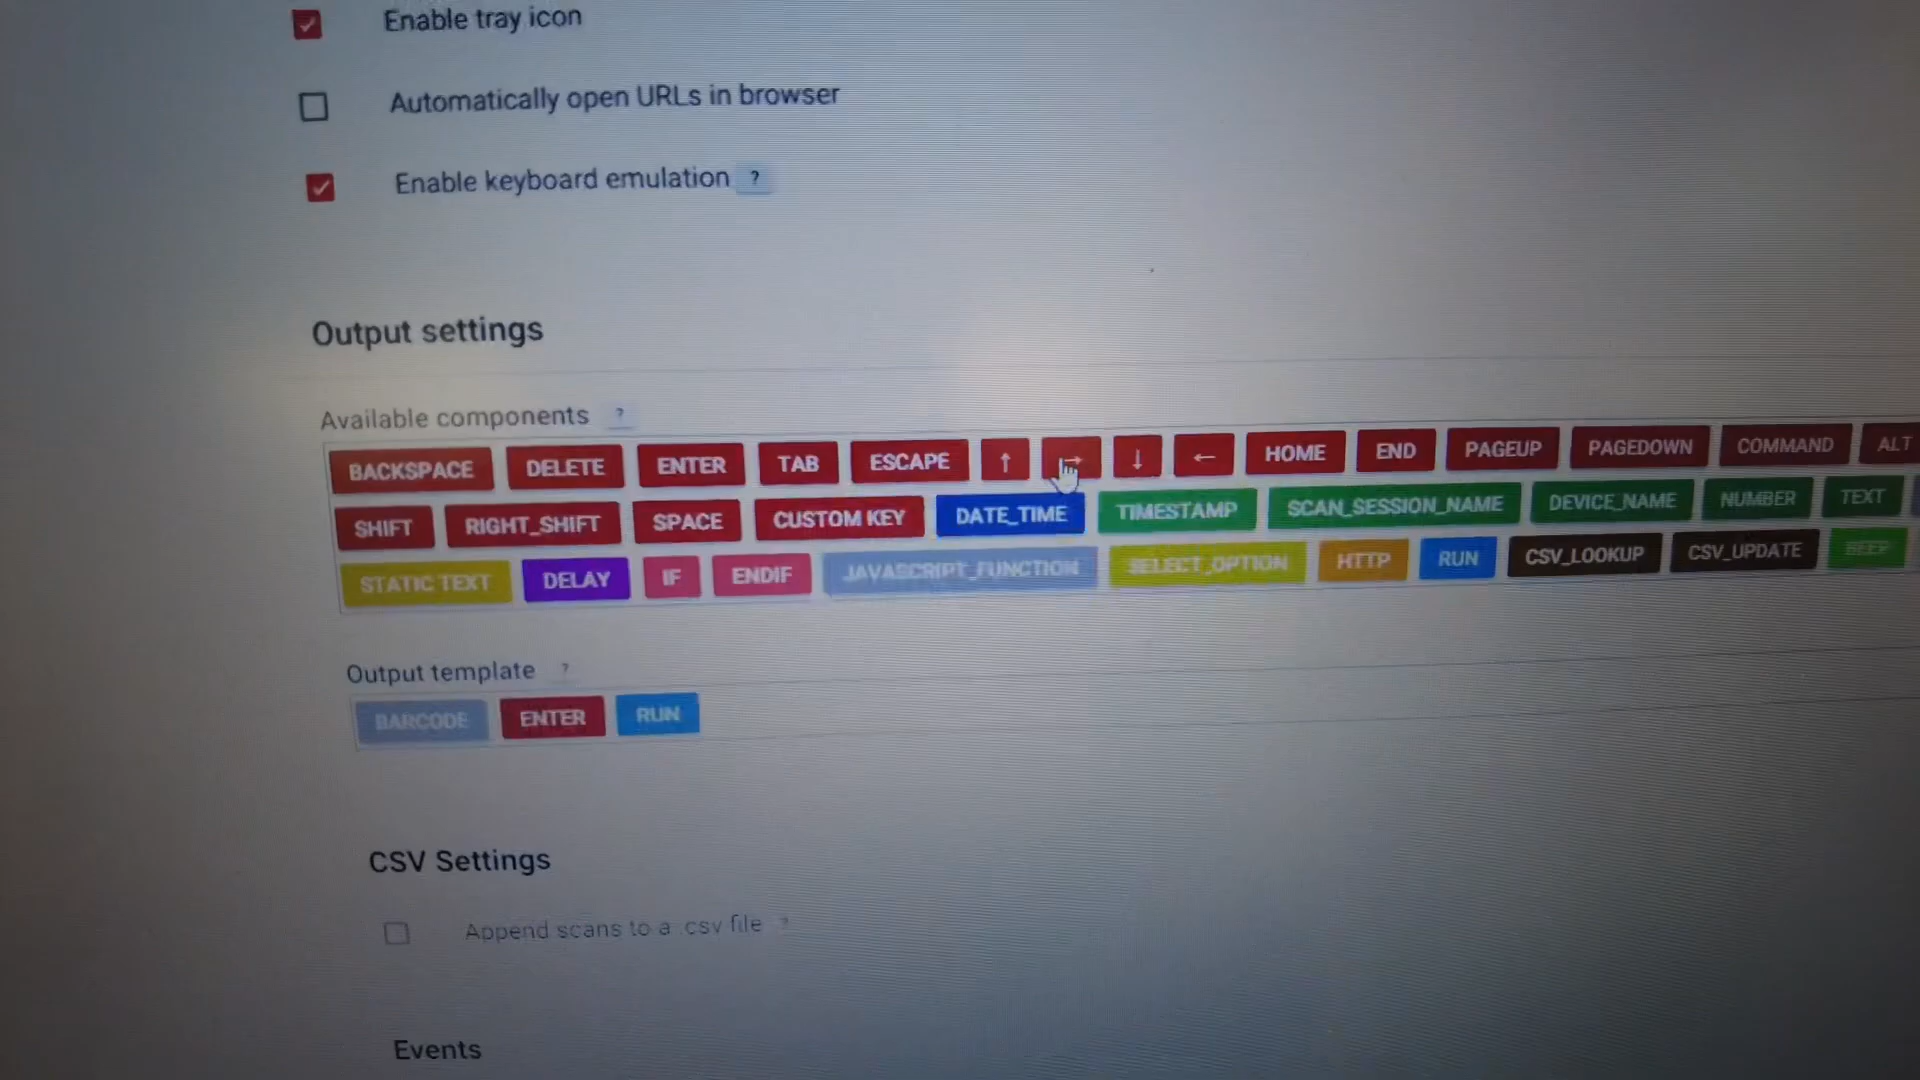 Enable tray icon
Automatically open URLs in browser
Enable keyboard emulation ?
Output settings
Available components ?
BACKSPACE DELETE ENTER TAB ESCAPE ↑ → ↓ ← HOME END PAGEUP PAGEDOWN COMMAND ALT
SHIFT RIGHT_SHIFT SPACE CUSTOM KEY DATE_TIME TIMESTAMP SCAN_SESSION_NAME DEVICE_NAME NUMBER TEXT
STATIC TEXT DELAY IF ENDIF JAVASCRIPT_FUNCTION SELECT_OPTION HTTP RUN CSV_LOOKUP CSV_UPDATE BEEP
Output template ?
BARCODE ENTER RUN
CSV Settings
Append scans to a .csv file ?
Events